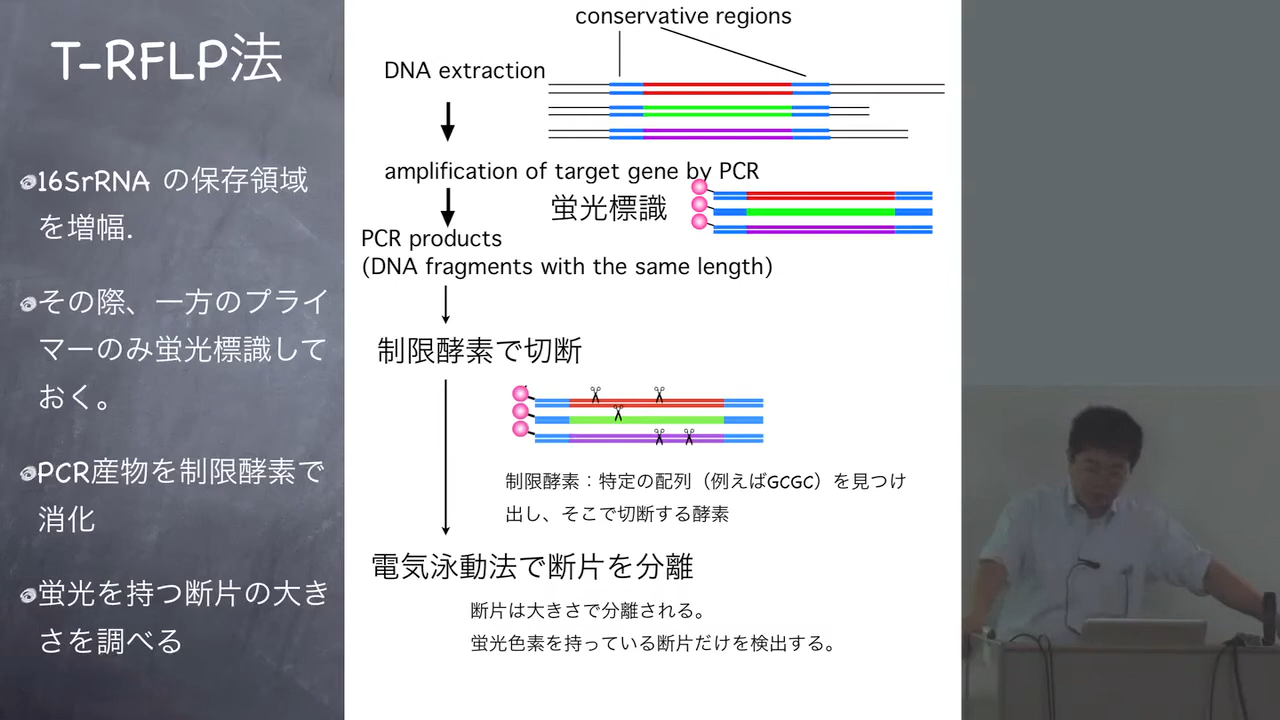 T-RFLP法
16SrRNA の保存領域
を増幅.
その際、一方のプライ
マーのみ蛍光標識して
おく。
PCR産物を制限酵素で
消化
蛍光を持つ断片の大き
さを調べる
conservative regions
DNA extraction
amplification of target gene by PCR
蛍光標識
PCR products
(DNA fragments with the same length)
制限酵素で切断
制限酵素：特定の配列（例えばGCGC）を見つけ
出し、そこで切断する酵素
電気泳動法で断片を分離
断片は大きさで分離される。
蛍光色素を持っている断片だけを検出する。